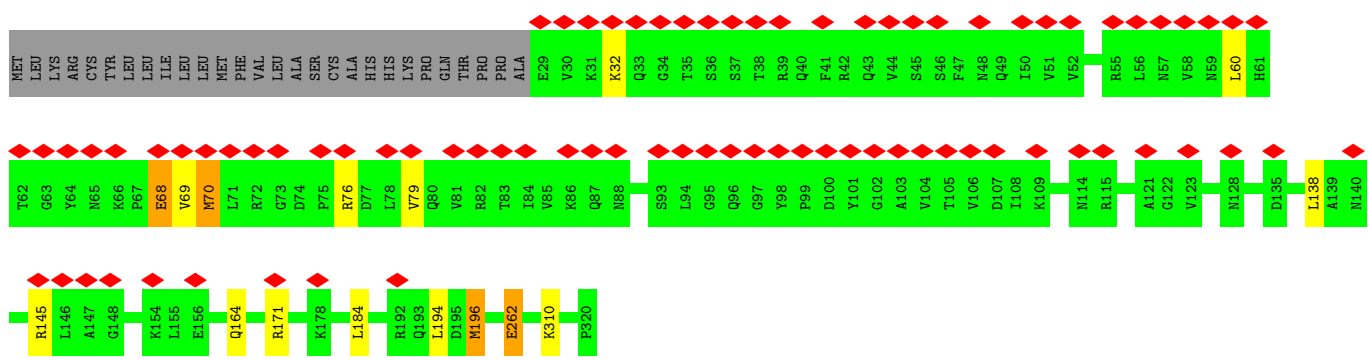 MET LEU LYS ARG CYS TYR LEU LEU ILE LEU LEU MET PHE VAL LEU ALA SER CYS ALA HIS HIS LYS PRO GLN THR PRO PRO ALA E29 V30 K31 K32 Q33 G34 T35 S36 S37 T38 R39 Q40 F41 R42 Q43 V44 S45 S46 F47 N48 Q49 I50 V51 V52 R55 L56 N57 V58 N59 L60 H61
T62 G63 Y64 N65 K66 P67 E68 V69 M70 L71 R72 G73 D74 P75 R76 D77 L78 V79 Q80 V81 R82 T83 I84 V85 K86 Q87 N88 S93 L94 G95 Q96 G97 Y98 P99 D100 Y101 G102 A103 V104 T105 V106 D107 I108 K109 N114 R115 A121 G122 V123 N128 D135 L138 A139 N140
R145 L146 A147 G148 K154 L155 E156 Q164 R171 K178 L184 R192 Q193 L194 D195 M196 E262 K310 P320